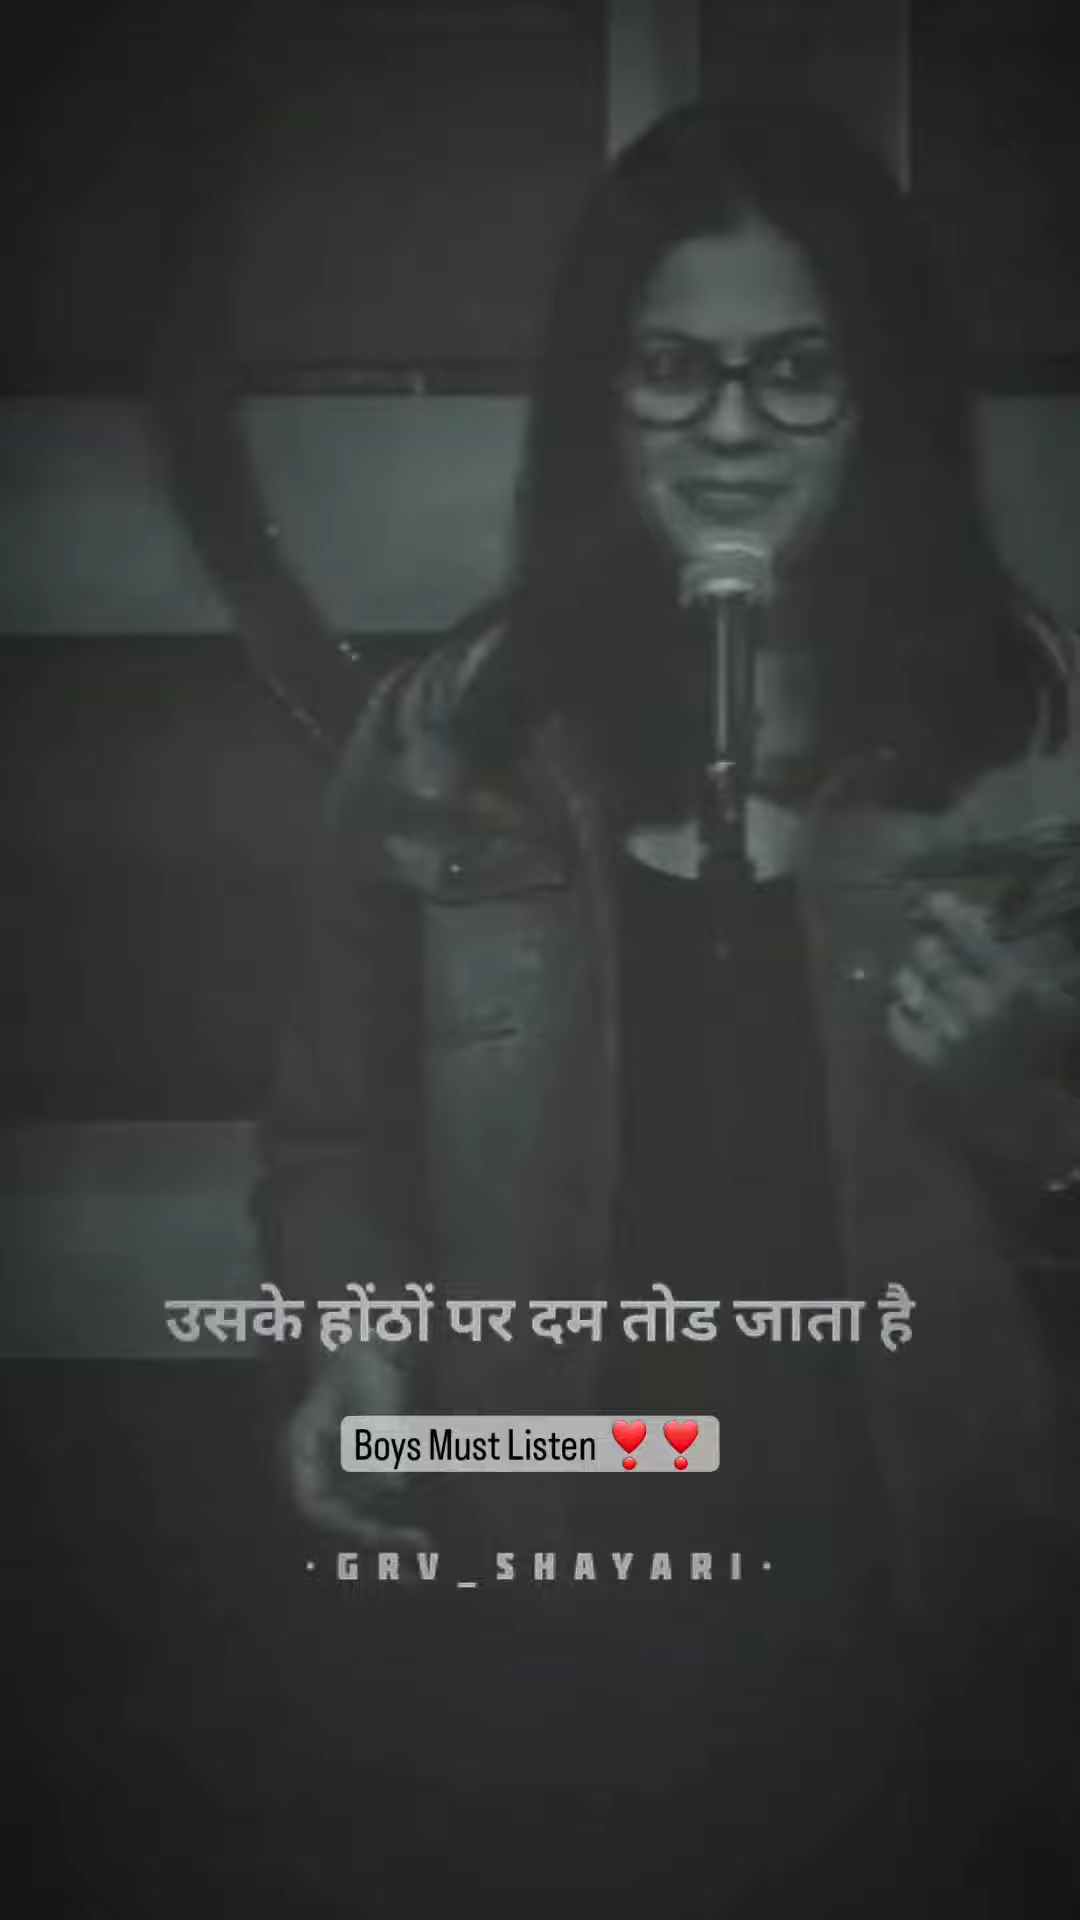 उसके होंठों पर दम तोड जाता है
Boys Must Listen ❣️❣️
·GRV_SHAYARI·